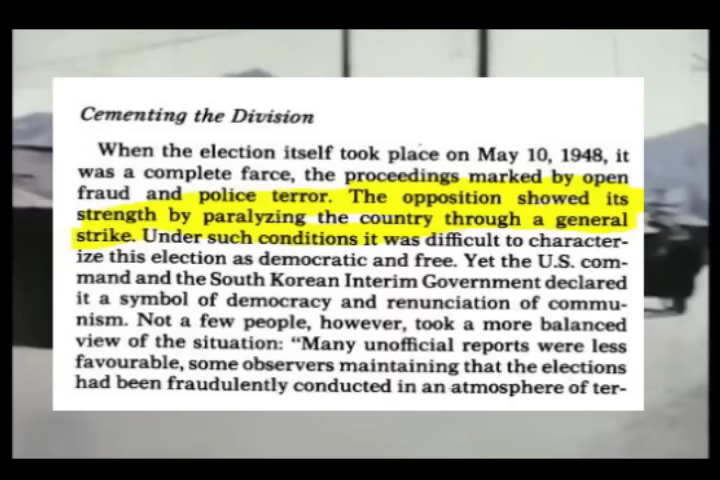 Cementing the Division
When the election itself took place on May 10, 1948, it
was a complete farce, the proceedings marked by open
fraud and police terror. The opposition showed its
strength by paralyzing the country through a general
strike. Under such conditions it was difficult to character-
ize this election as democratic and free. Yet the U.S. com-
mand and the South Korean Interim Government declared
it a symbol of democracy and renunciation of commu-
nism. Not a few people, however, took a more balanced
view of the situation: “Many unofficial reports were less
favourable, some observers maintaining that the elections
had been fraudulently conducted in an atmosphere of ter-